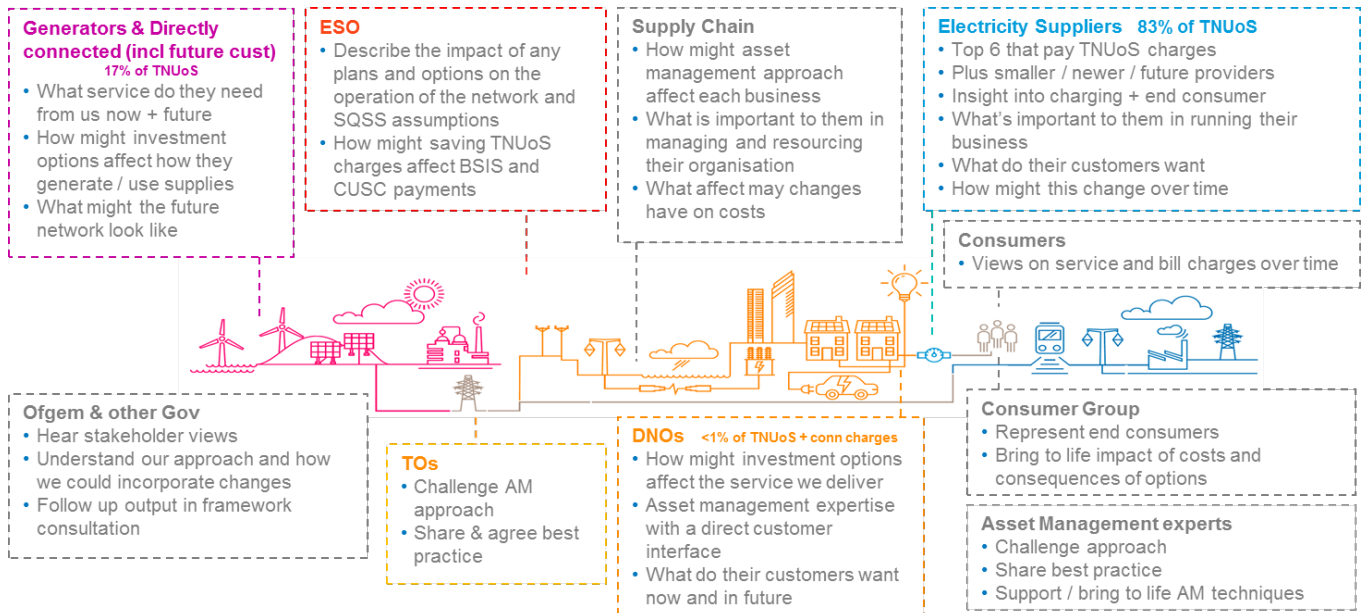 Generators & Directly
connected (incl future cust)
17% of TNUoS
• What service do they need
from us now + future
• How might investment
options affect how they
generate / use supplies
• What might the future
network look like
ESO
• Describe the impact of any
plans and options on the
operation of the network and
SQSS assumptions
• How might saving TNUoS
charges affect BSIS and
CUSC payments
Supply Chain
• How might asset
management approach
affect each business
• What is important to them in
managing and resourcing
their organisation
• What affect may changes
have on costs
Electricity Suppliers 83% of TNUoS
• Top 6 that pay TNUoS charges
• Plus smaller / newer / future providers
• Insight into charging + end consumer
• What's important to them in running their
business
• What do their customers want
• How might this change over time
Consumers
• Views on service and bill charges over time
Ofgem & other Gov
• Hear stakeholder views
• Understand our approach and how
we could incorporate changes
• Follow up output in framework
consultation
TOs
• Challenge AM
approach
• Share & agree best
practice
DNOs <1% of TNUoS + conn charges
• How might investment options
affect the service we deliver
• Asset management expertise
with a direct customer
interface
• What do their customers want
now and in future
Consumer Group
• Represent end consumers
• Bring to life impact of costs and
consequences of options
Asset Management experts
• Challenge approach
• Share best practice
• Support / bring to life AM techniques